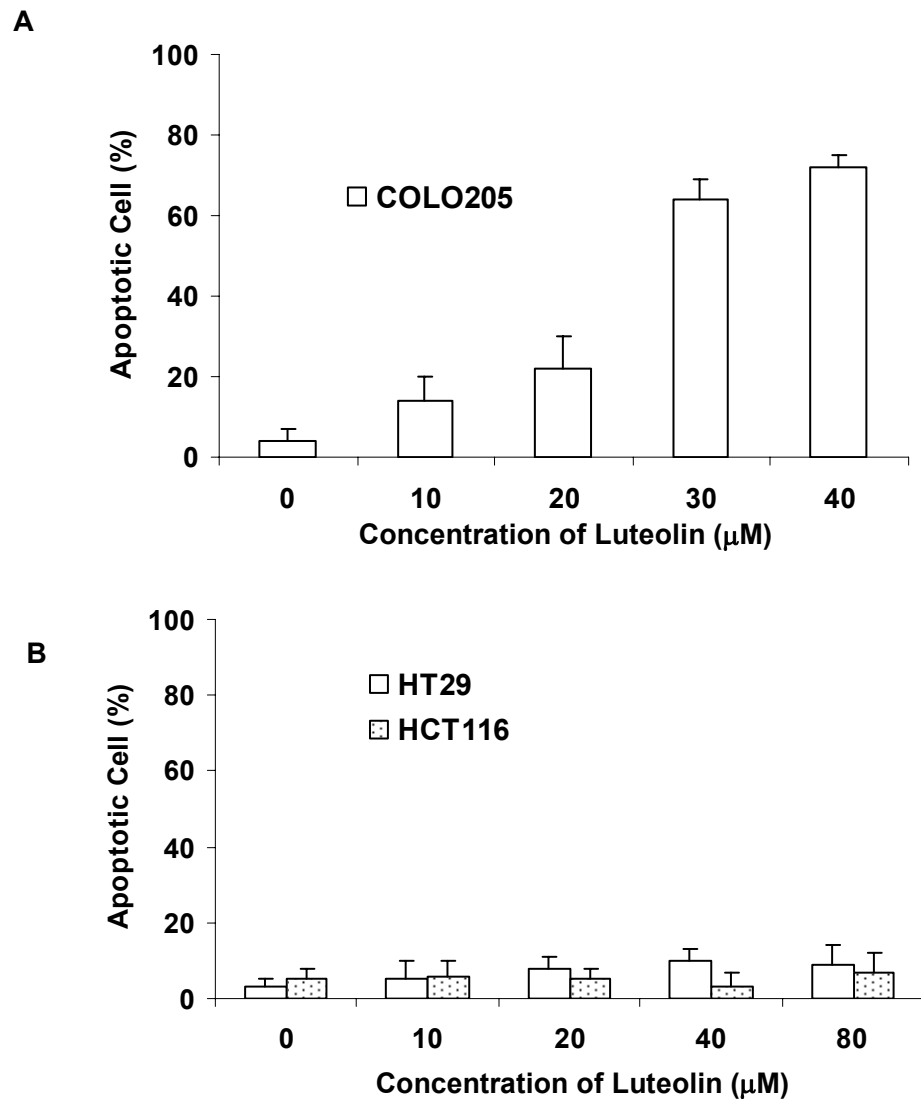 A
100
80
60
40
20
0
Apoptotic Cell (%)
COLO205
0 10 20 30 40
Concentration of Luteolin (μM)
B
100
80
60
40
20
0
Apoptotic Cell (%)
HT29
HCT116
0 10 20 40 80
Concentration of Luteolin (μM)